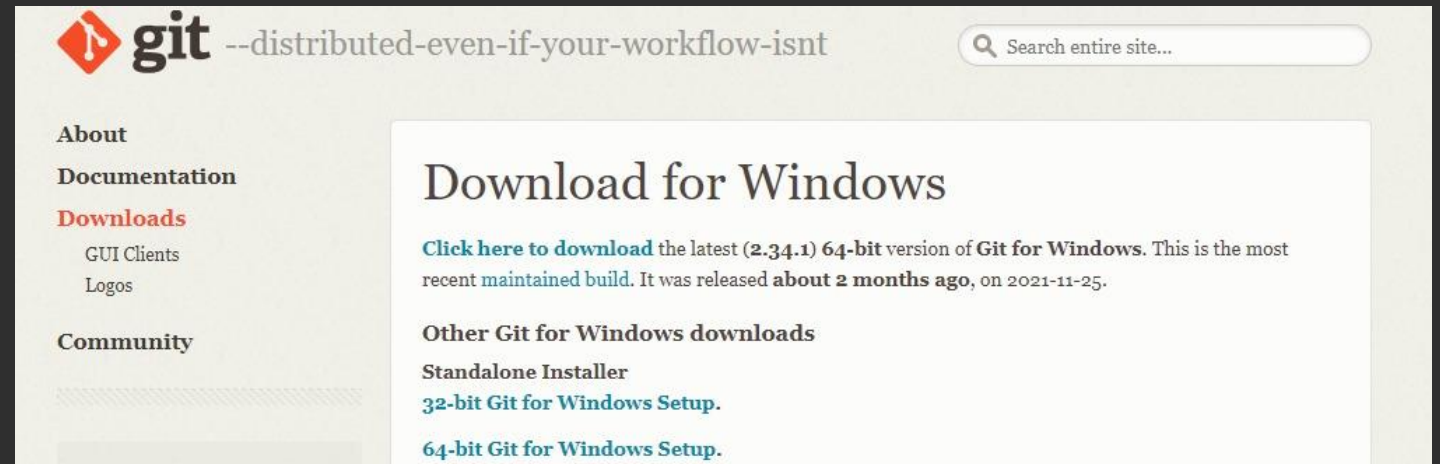 git --distributed-even-if-your-workflow-isnt
Search entire site...
About
Documentation
Downloads
GUI Clients
Logos
Community
Download for Windows
Click here to download the latest (2.34.1) 64-bit version of Git for Windows. This is the most
recent maintained build. It was released about 2 months ago, on 2021-11-25.
Other Git for Windows downloads
Standalone Installer
32-bit Git for Windows Setup.
64-bit Git for Windows Setup.